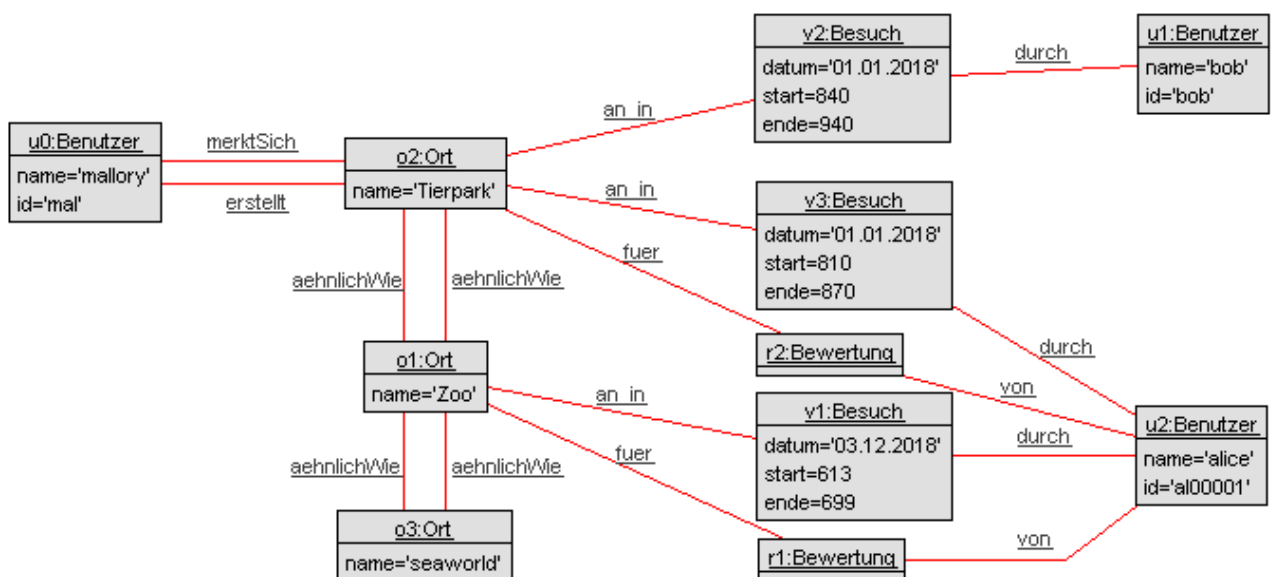 v2:Besuch
datum='01.01.2018'
start=840
ende=940
durch
u1:Benutzer
name='bob'
id='bob'
an_in
u0:Benutzer
name='mallory'
id='mal'
merktSich
erstellt
o2:Ort
name='Tierpark'
an_in
v3:Besuch
datum='01.01.2018'
start=810
ende=870
fuer
aehnlichWie
aehnlichWie
durch
r2:Bewertung
von
o1:Ort
name='Zoo'
an_in
v1:Besuch
datum='03.12.2018'
start=613
ende=699
durch
u2:Benutzer
name='alice'
id='al00001'
fuer
aehnlichWie
aehnlichWie
o3:Ort
name='seaworld'
r1:Bewertung
von